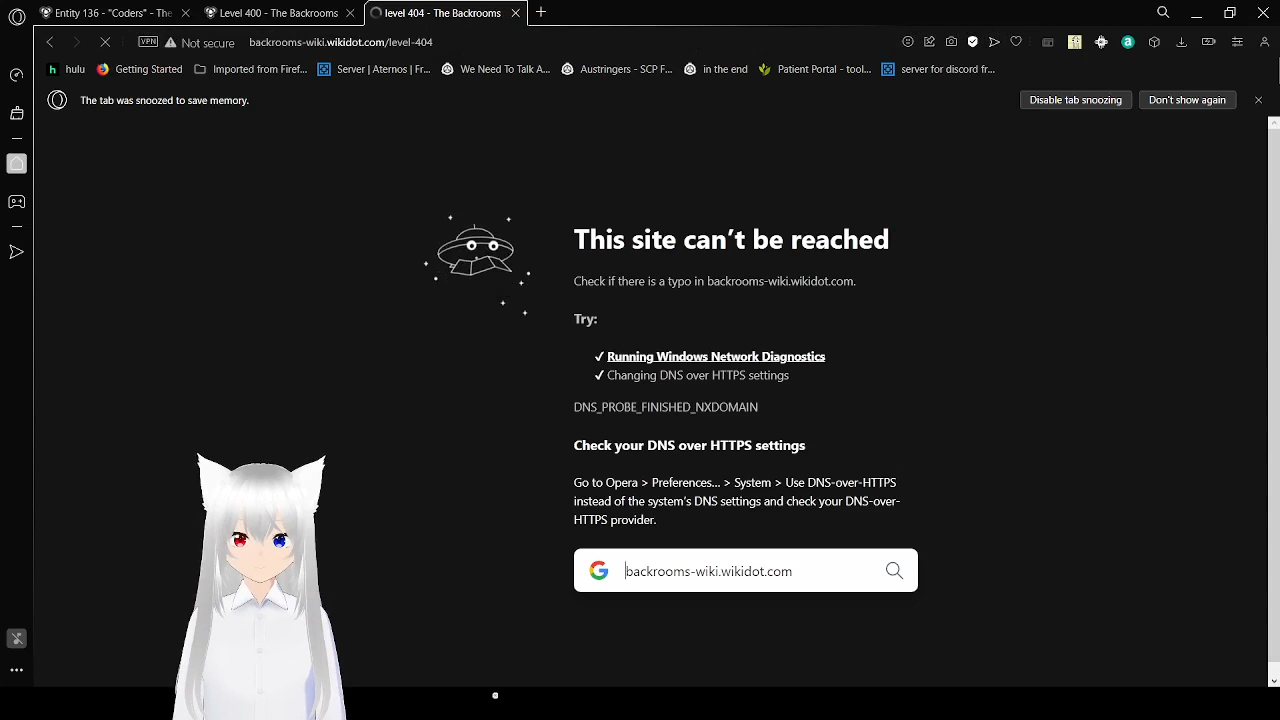 Entity 136 - "Coders" - The
Level 400 - The Backrooms
level 404 - The Backrooms
VPN
Not secure
backrooms-wiki.wikidot.com/level-404
h
hulu
Getting Started
Imported from Firef...
Server | Aternos | Fr...
We Need To Talk A...
Austringers - SCP F...
in the end
Patient Portal - tool...
server for discord fr...
The tab was snoozed to save memory.
Disable tab snoozing
Don't show again
This site can’t be reached
Check if there is a typo in backrooms-wiki.wikidot.com.
Try:
✓ Running Windows Network Diagnostics
✓ Changing DNS over HTTPS settings
DNS_PROBE_FINISHED_NXDOMAIN
Check your DNS over HTTPS settings
Go to Opera > Preferences... > System > Use DNS-over-HTTPS
instead of the system's DNS settings and check your DNS-over-
HTTPS provider.
backrooms-wiki.wikidot.com